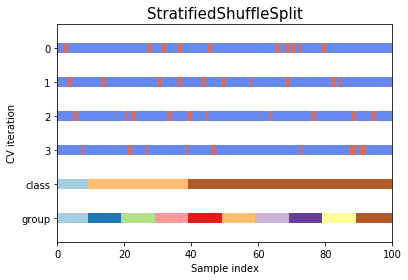 StratifiedShuffleSplit
CV iteration
0
1
2
3
class
group
0 20 40 60 80 100
Sample index